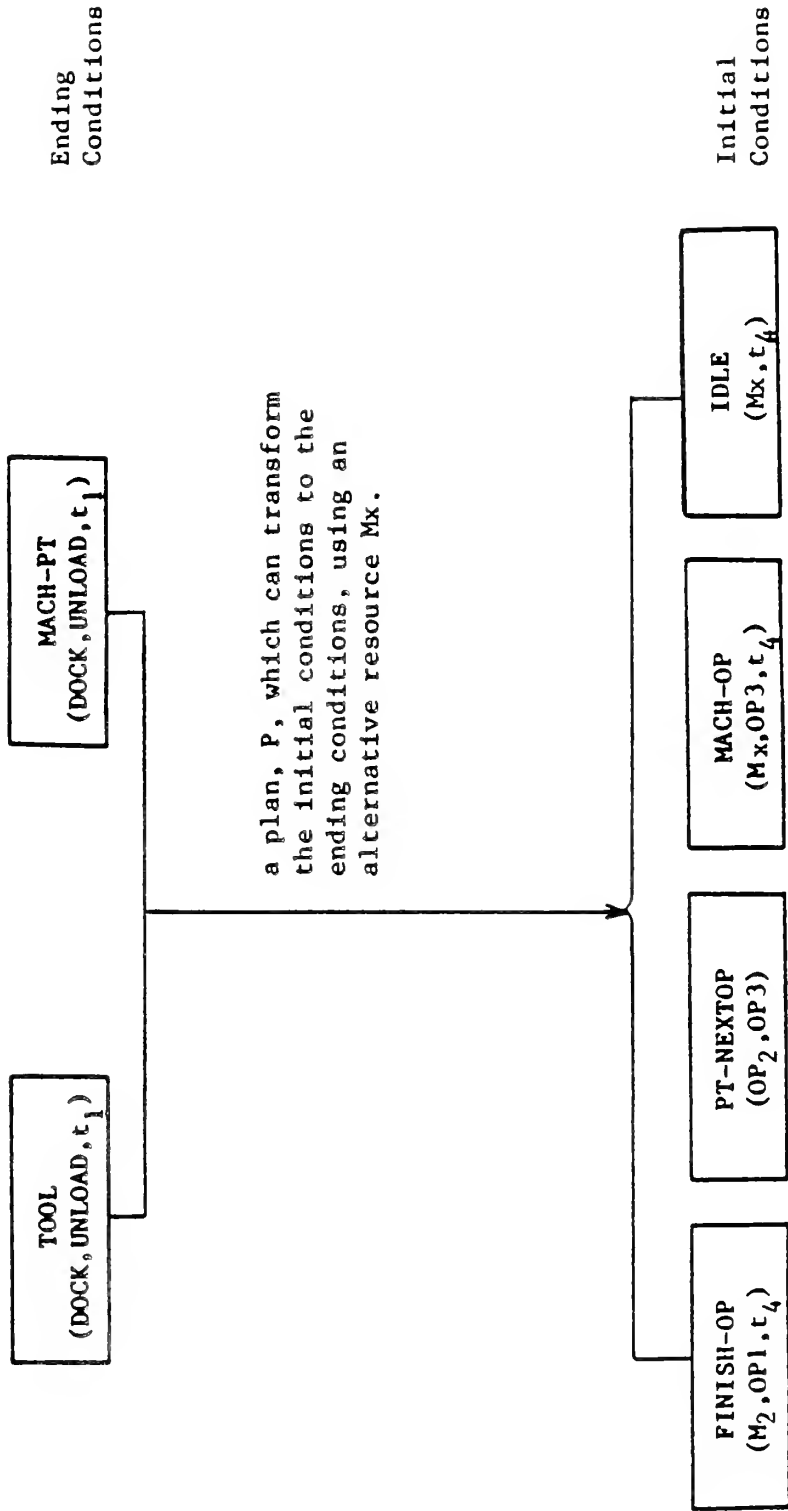 TOOL
(DOCK,UNLOAD,t₁)
MACH-PT
(DOCK,UNLOAD,t₁)
Ending
Conditions
a plan, P, which can transform
the initial conditions to the
ending conditions, using an
alternative resource Mx.
FINISH-OP
(M₂,OP1,t₄)
PT-NEXTOP
(OP₂,OP3)
MACH-OP
(Mx,OP3,t₄)
IDLE
(Mx,t₄)
Initial
Conditions